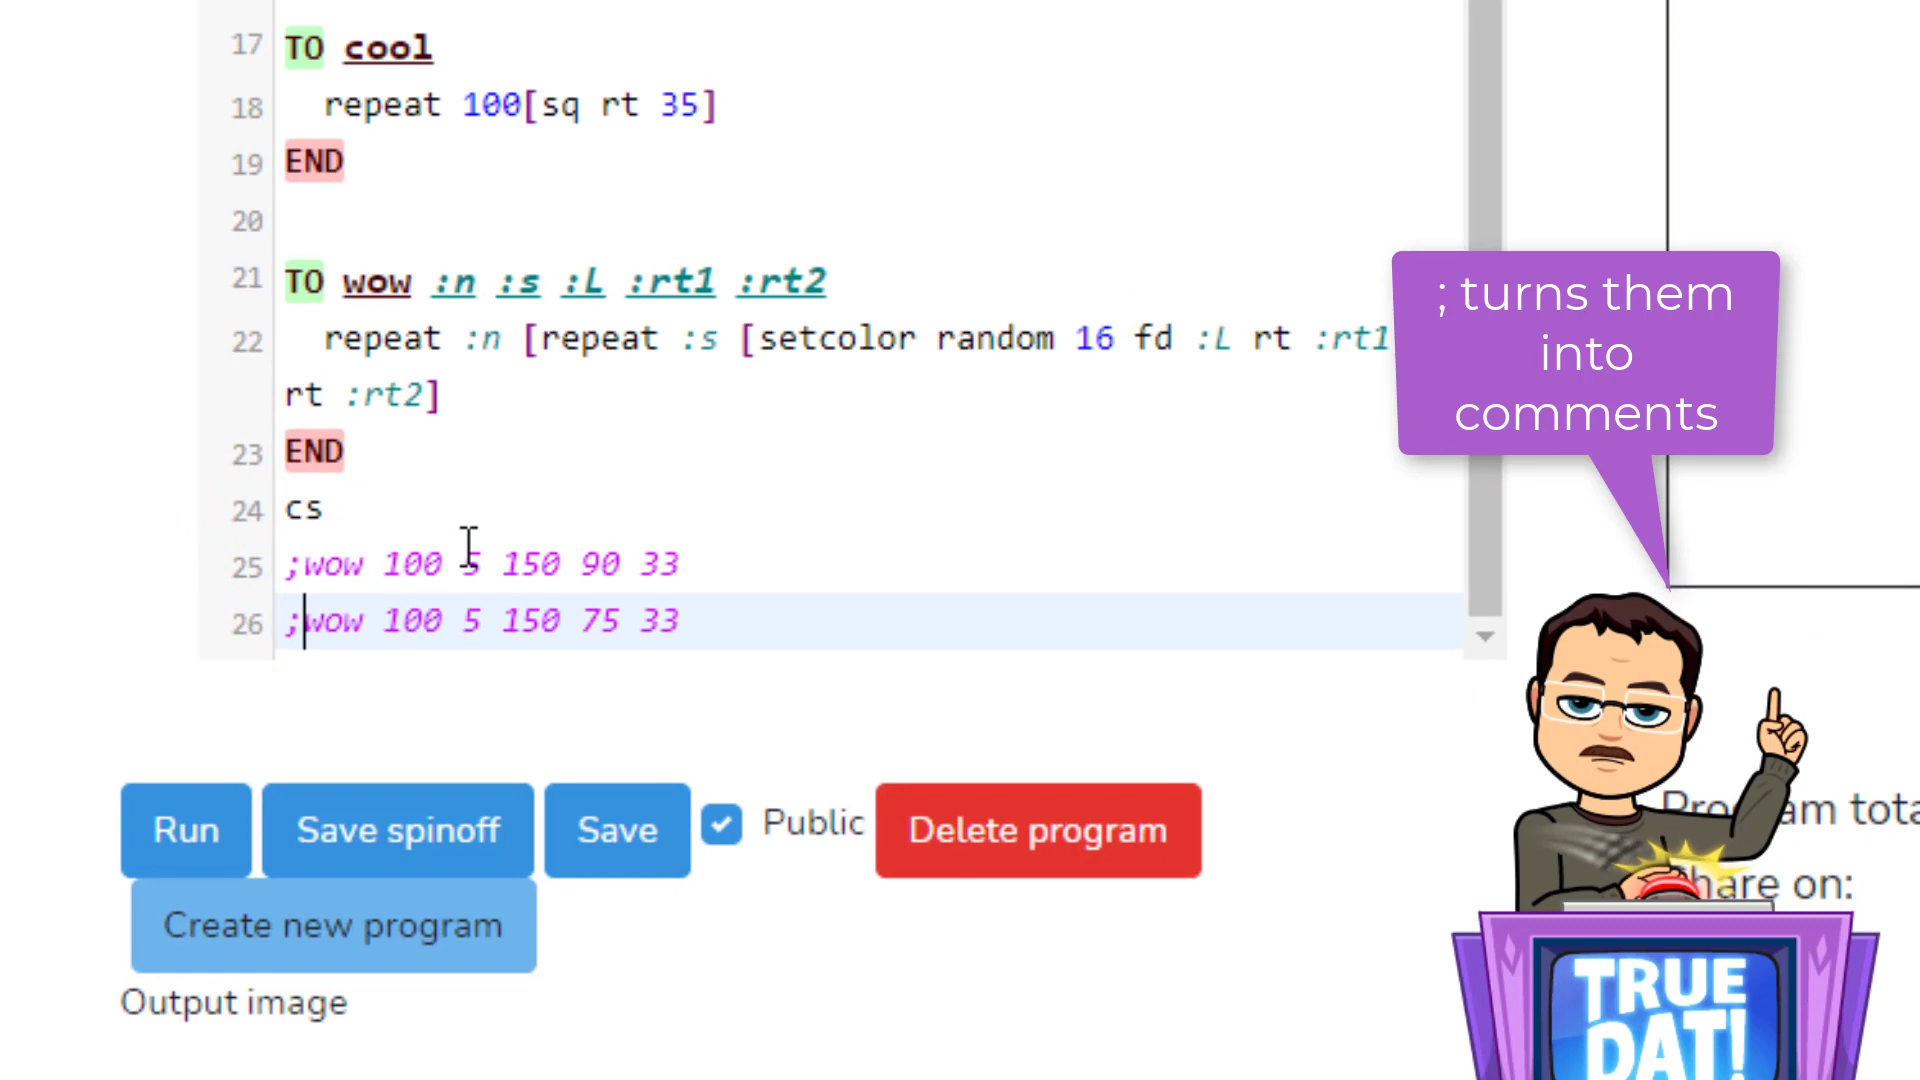 17 TO cool
18 repeat 100[sq rt 35]
19 END
20
21 TO wow :n :s :L :rt1 :rt2
22 repeat :n [repeat :s [setcolor random 16 fd :L rt :rt1
rt :rt2]
23 END
24 cs
25 ;wow 100 5 150 90 33
26 ;wow 100 5 150 75 33
; turns them
into
comments
Run
Save spinoff
Save
Public
Delete program
Create new program
Output image
Share on:
TRUE
DAT!